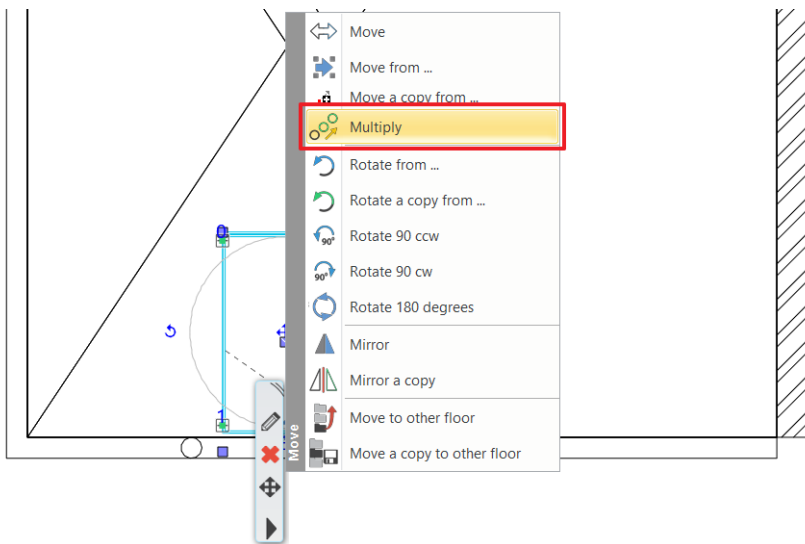 Move
Move from ...
Move a copy from ...
Multiply
Rotate from ...
Rotate a copy from ...
90°
Rotate 90 ccw
90°
Rotate 90 cw
Rotate 180 degrees
Mirror
Mirror a copy
Move to other floor
Move a copy to other floor
Move
0
1